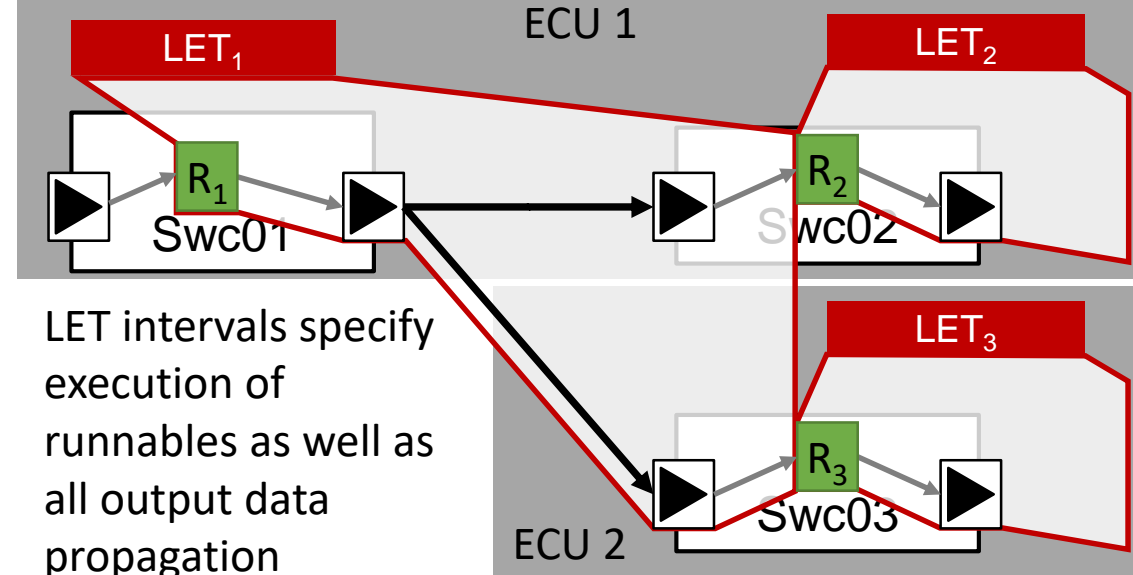 ECU 1
LET₁
LET₂
R₁
Swc01
R₂
Swc02
LET intervals specify
execution of
runnables as well as
all output data
propagation
LET₃
R₃
Swc03
ECU 2